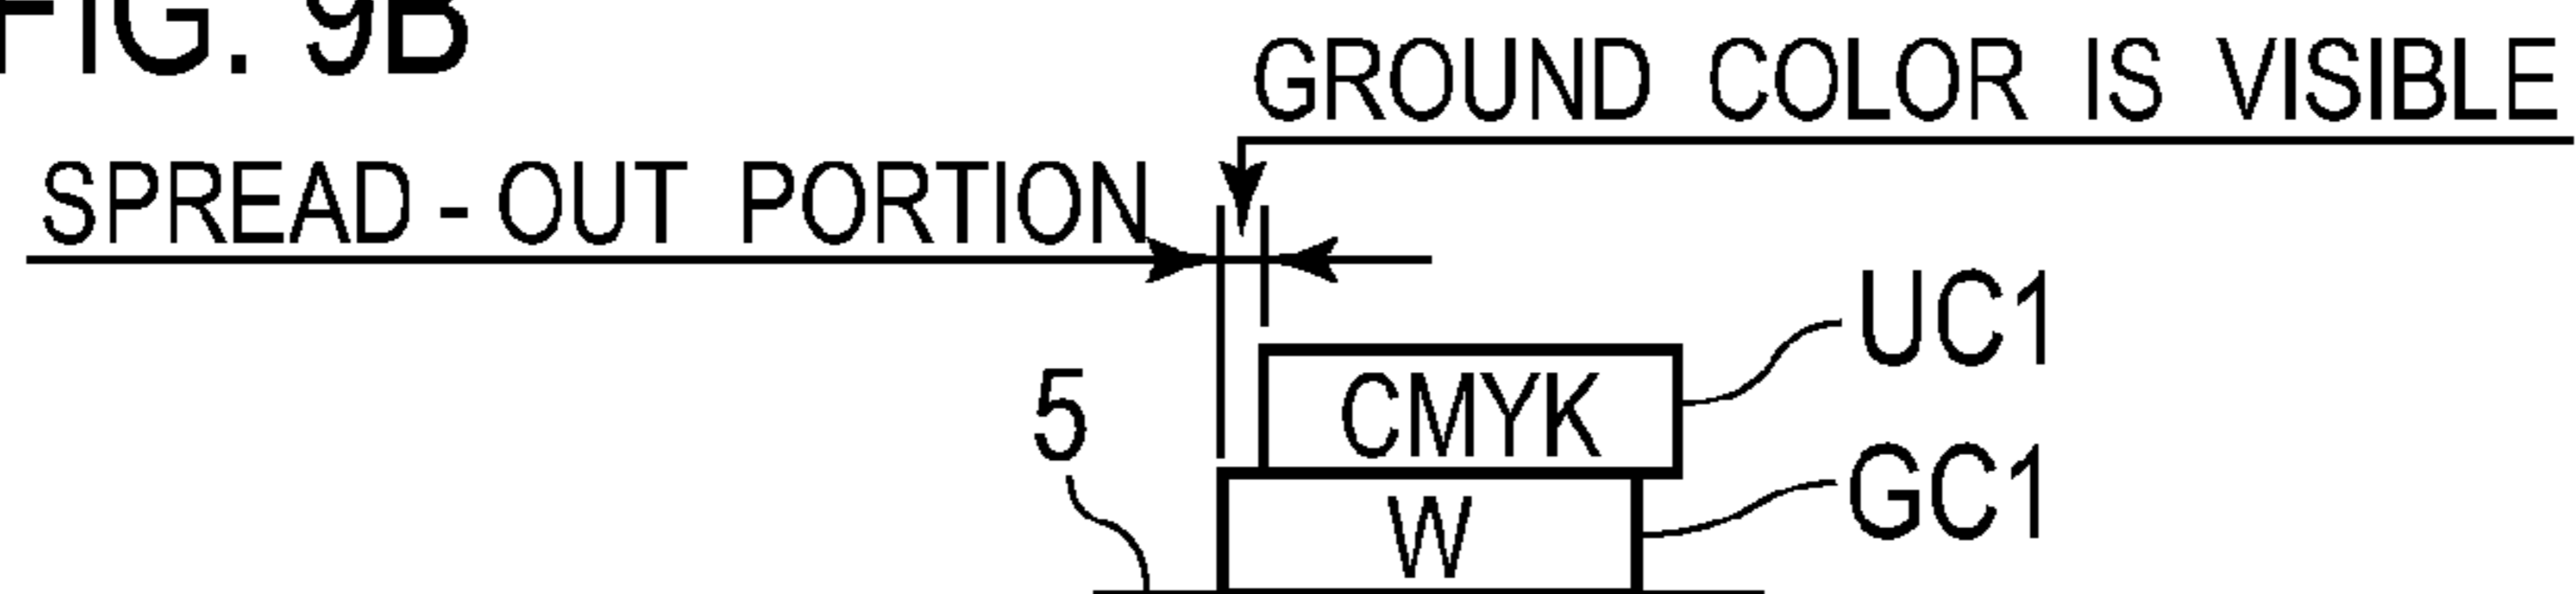 FIG. 9B
GROUND COLOR IS VISIBLE
SPREAD-OUT PORTION
UC1
CMYK
5
GC1
W